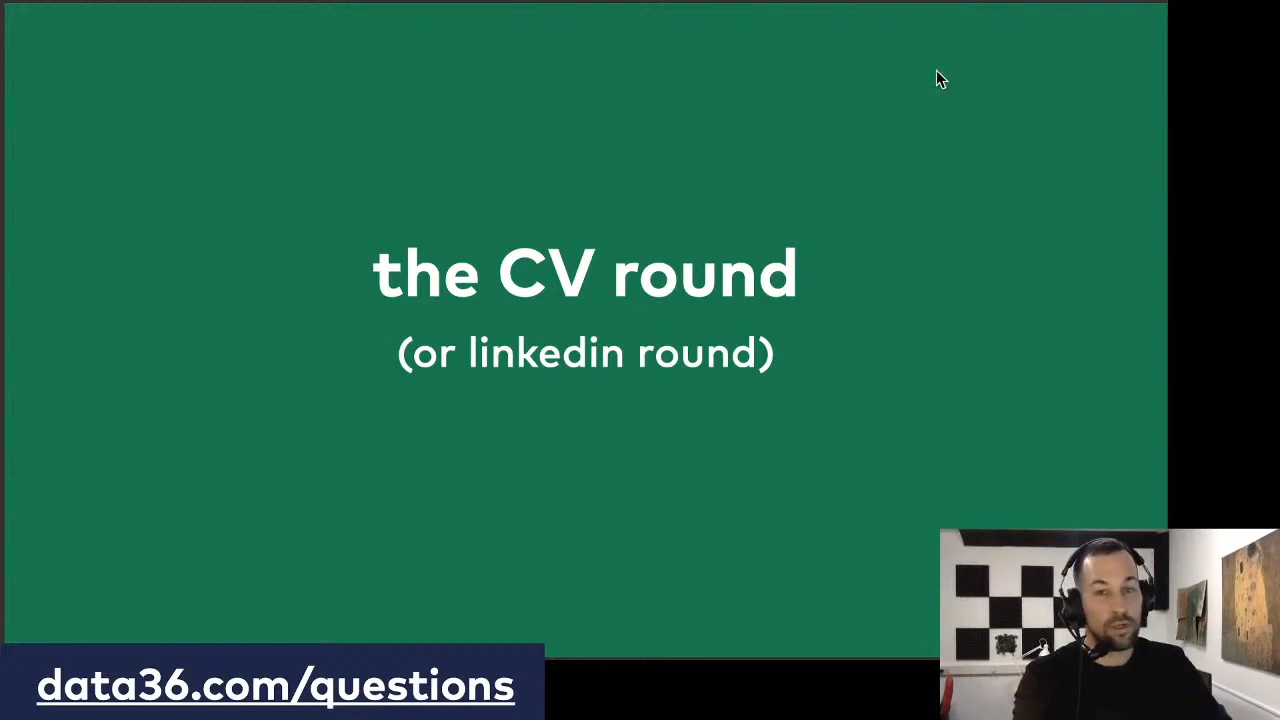 the CV round
(or linkedin round)
data36.com/questions